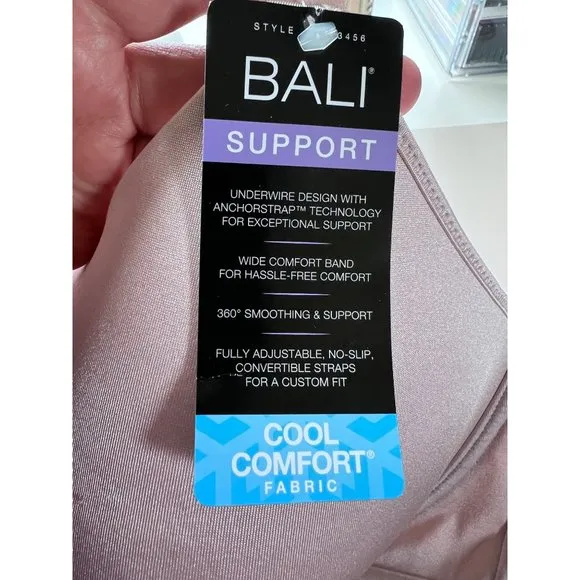 STYLE 3456
BALI®
SUPPORT
UNDERWIRE DESIGN WITH
ANCHORSTRAP™ TECHNOLOGY
FOR EXCEPTIONAL SUPPORT
WIDE COMFORT BAND
FOR HASSLE-FREE COMFORT
360° SMOOTHING & SUPPORT
FULLY ADJUSTABLE, NO-SLIP,
CONVERTIBLE STRAPS
FOR A CUSTOM FIT
COOL
COMFORT®
FABRIC